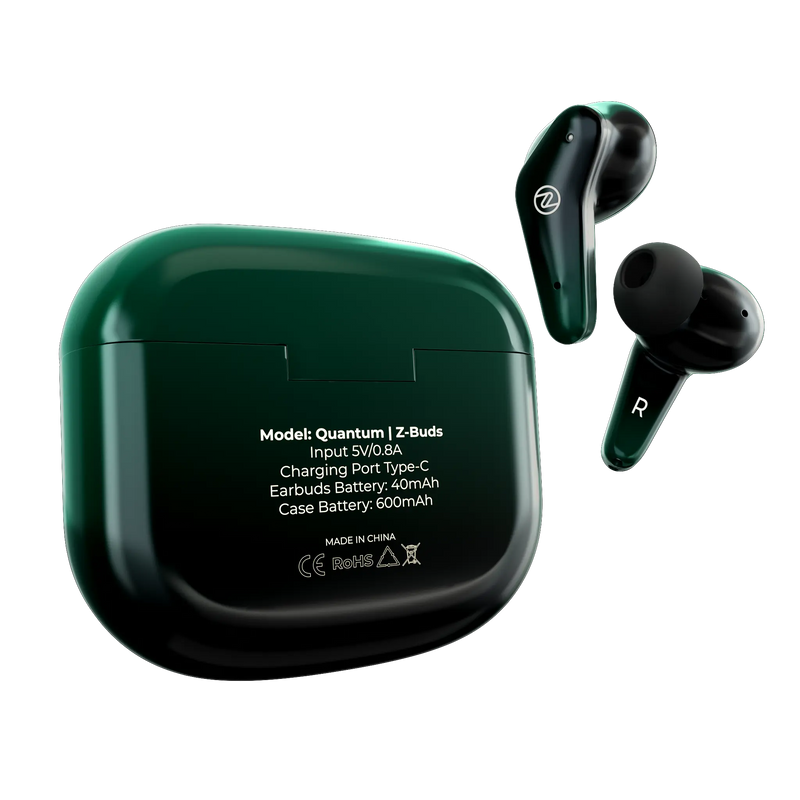 Model: Quantum | Z-Buds
Input 5V/0.8A
Charging Port Type-C
Earbuds Battery: 40mAh
Case Battery: 600mAh
MADE IN CHINA
CE RoHS
R